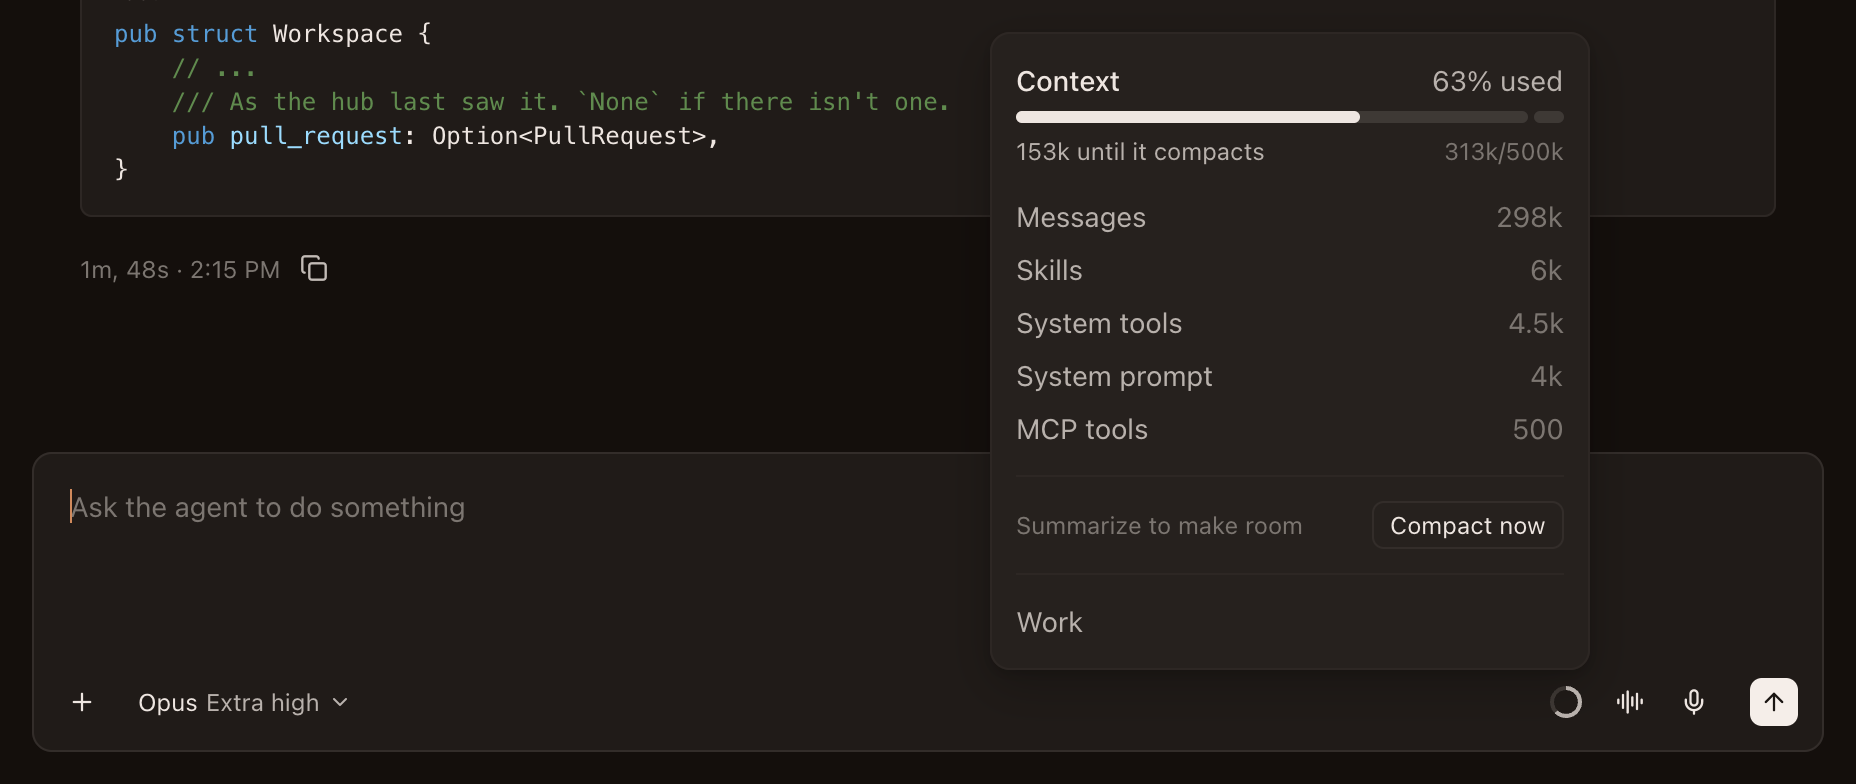 pub struct Workspace {
// ...
/// As the hub last saw it. `None` if there isn't one.
pub pull_request: Option<PullRequest>,
}
1m, 48s · 2:15 PM
Context 63% used
153k until it compacts 313k/500k
Messages 298k
Skills 6k
System tools 4.5k
System prompt 4k
MCP tools 500
Summarize to make room Compact now
Work
Ask the agent to do something
Opus Extra high